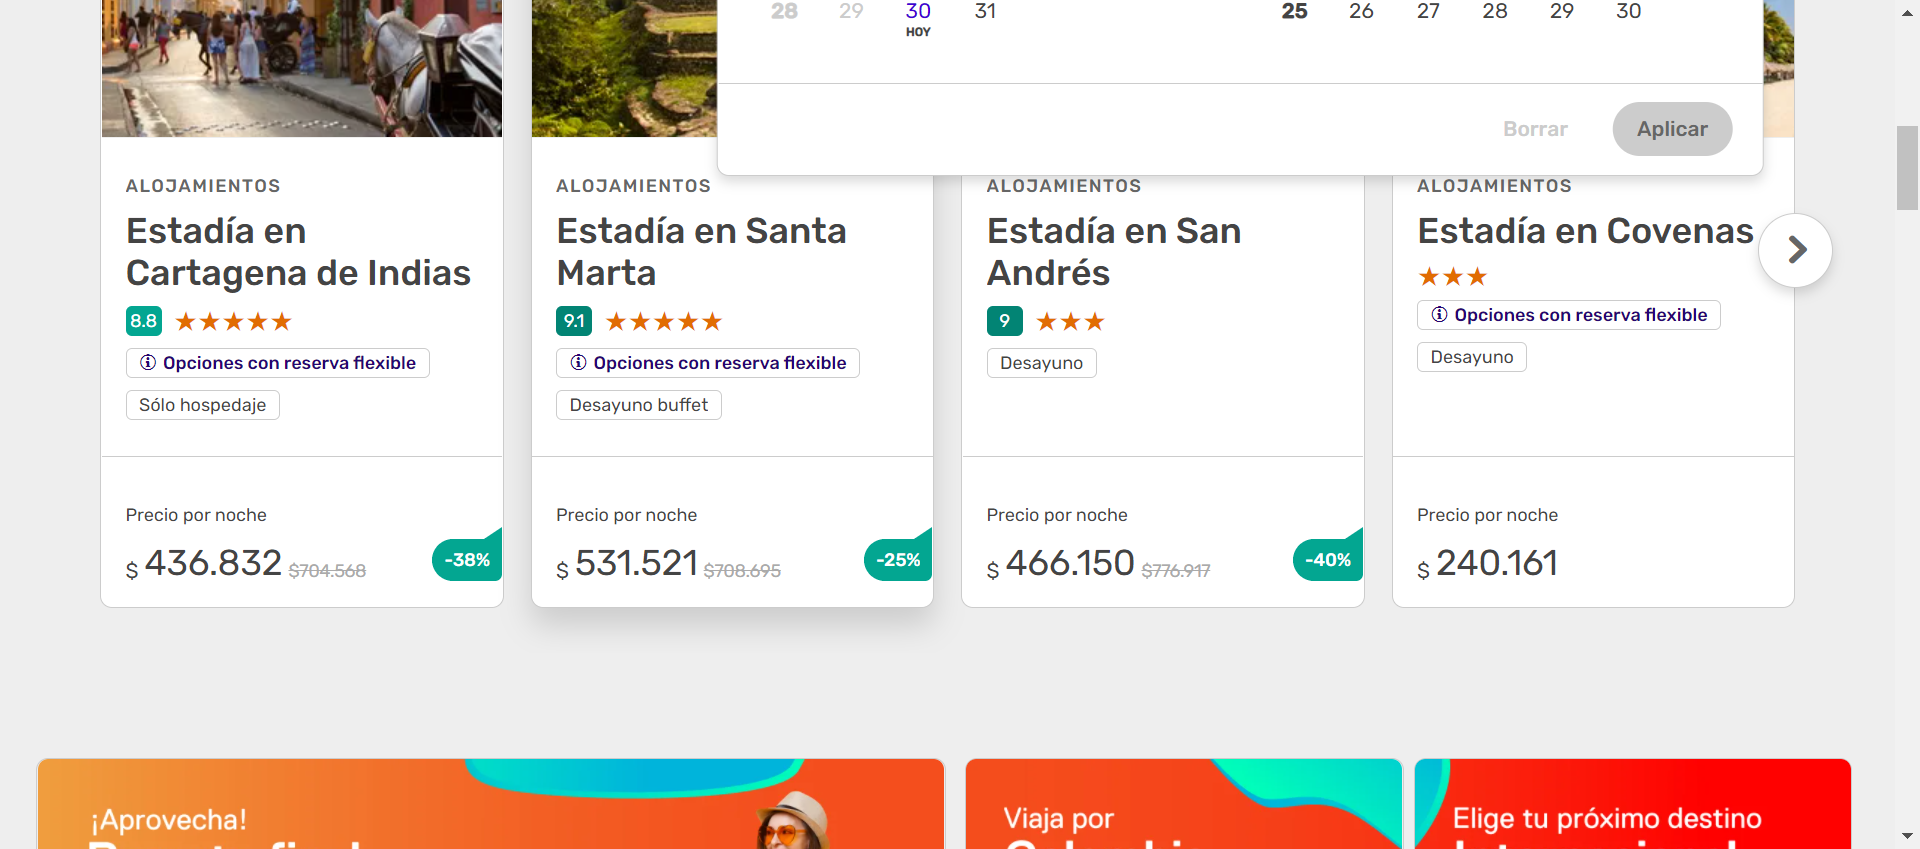 28 29 30 31 25 26 27 28 29 30
HOY
Borrar Aplicar
ALOJAMIENTOS
Estadía en
Cartagena de Indias
8.8
Opciones con reserva flexible
Sólo hospedaje
Precio por noche
$ 436.832 $704.568 -38%
ALOJAMIENTOS
Estadía en Santa
Marta
9.1
Opciones con reserva flexible
Desayuno buffet
Precio por noche
$ 531.521 $708.695 -25%
ALOJAMIENTOS
Estadía en San
Andrés
9
Desayuno
Precio por noche
$ 466.150 $776.917 -40%
ALOJAMIENTOS
Estadía en Covenas
Opciones con reserva flexible
Desayuno
Precio por noche
$ 240.161
¡Aprovecha!
Viaja por
Elige tu próximo destino